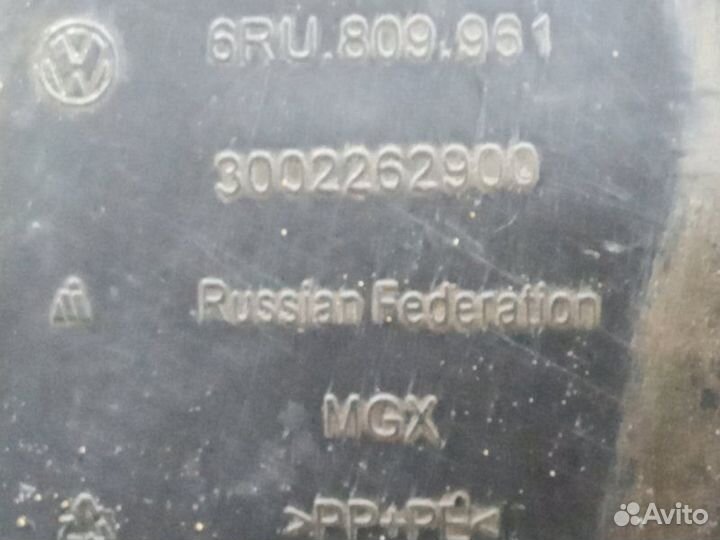 6RU.809.961
3002262900
Russian Federation
MGX
>PP+PE<
Avito